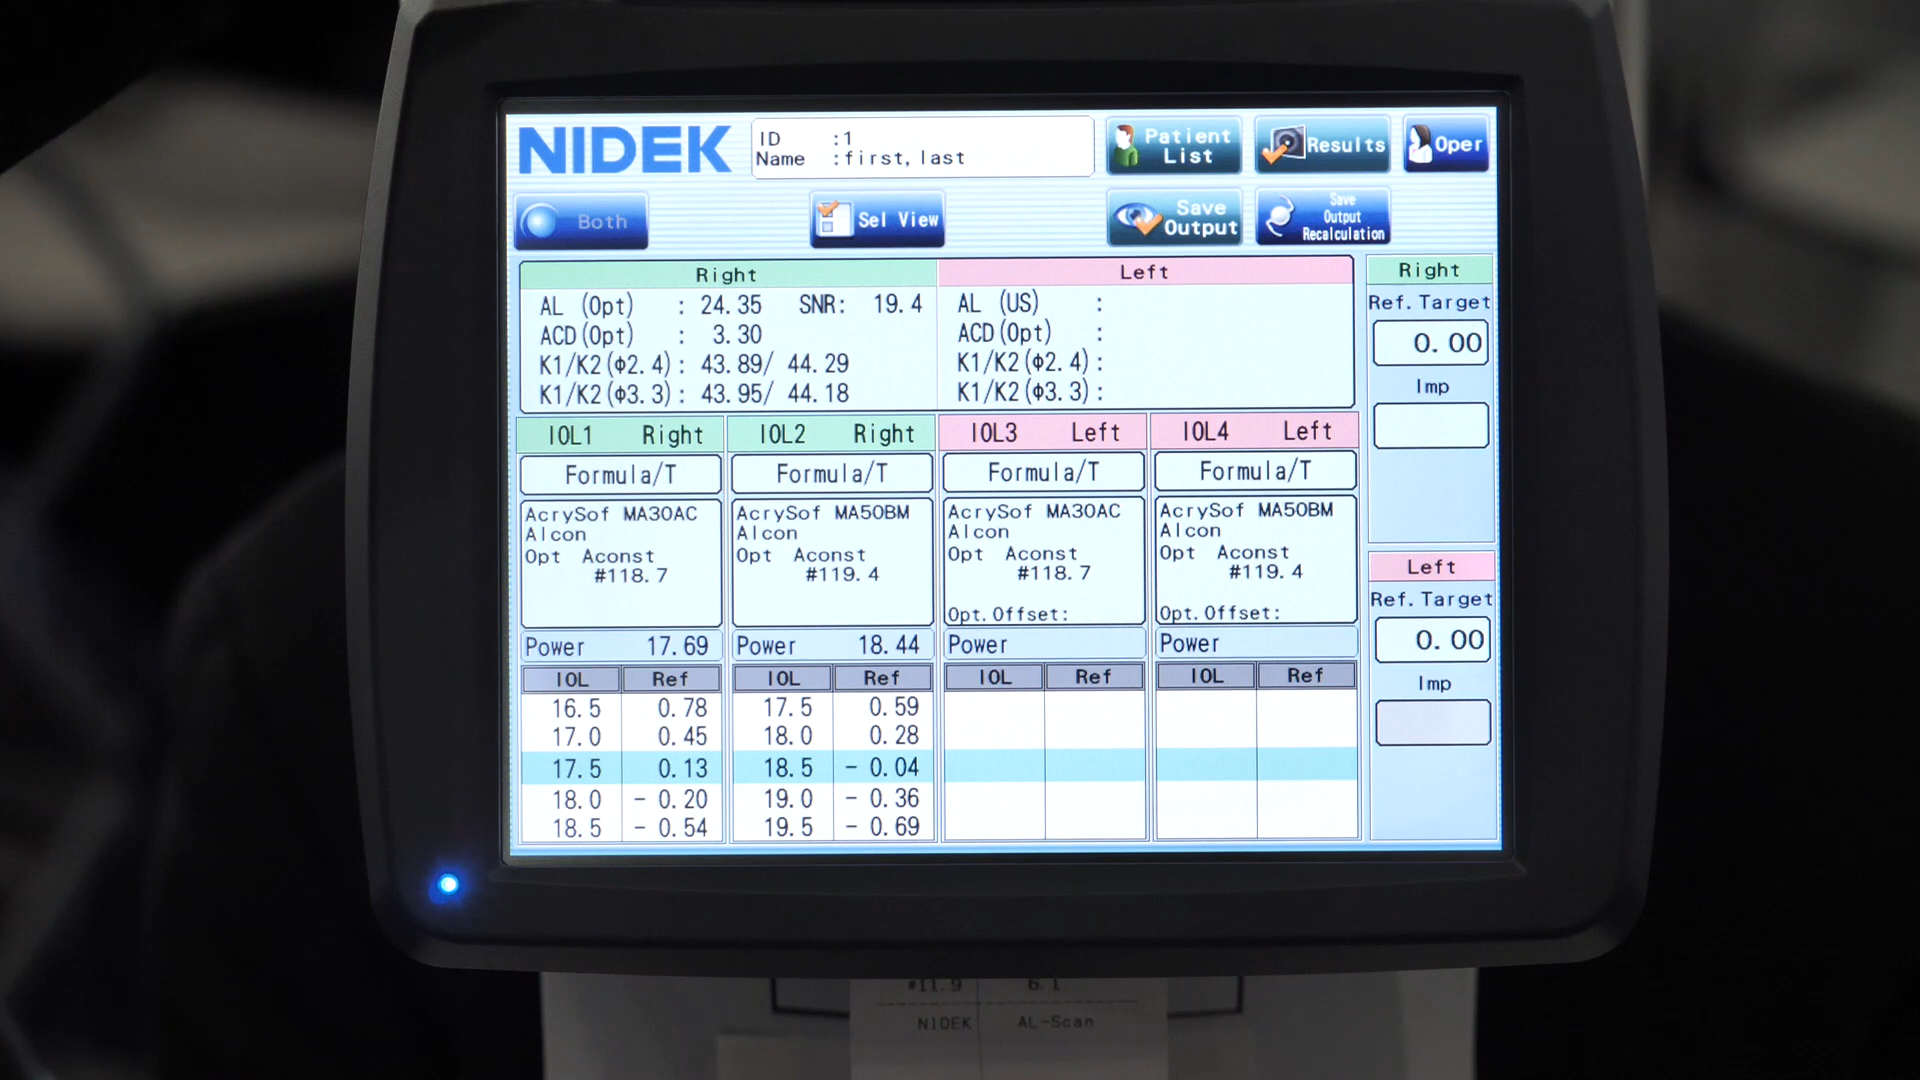 NIDEK
ID :1
Name :first, last
Patient List
Results
Oper
Both
Sel View
Save Output
Save Output Recalculation
Right
AL (Opt) : 24.35 SNR: 19.4
ACD(Opt) : 3.30
K1/K2(Φ2.4): 43.89/ 44.29
K1/K2(Φ3.3): 43.95/ 44.18
Left
AL (US) :
ACD(Opt) :
K1/K2(Φ2.4):
K1/K2(Φ3.3):
Right
Ref. Target
0.00
Imp
Left
Ref. Target
0.00
Imp
IOL1 Right
Formula/T
AcrySof MA30AC
Alcon
Opt Aconst
#118.7
Power 17.69
IOL Ref
16.5 0.78
17.0 0.45
17.5 0.13
18.0 - 0.20
18.5 - 0.54
IOL2 Right
Formula/T
AcrySof MA50BM
Alcon
Opt Aconst
#119.4
Power 18.44
IOL Ref
17.5 0.59
18.0 0.28
18.5 - 0.04
19.0 - 0.36
19.5 - 0.69
IOL3 Left
Formula/T
AcrySof MA30AC
Alcon
Opt Aconst
#118.7
Opt.Offset:
Power
IOL Ref
IOL4 Left
Formula/T
AcrySof MA50BM
Alcon
Opt Aconst
#119.4
Opt.Offset:
Power
IOL Ref
#11.9 6.1
NIDEK AL-Scan